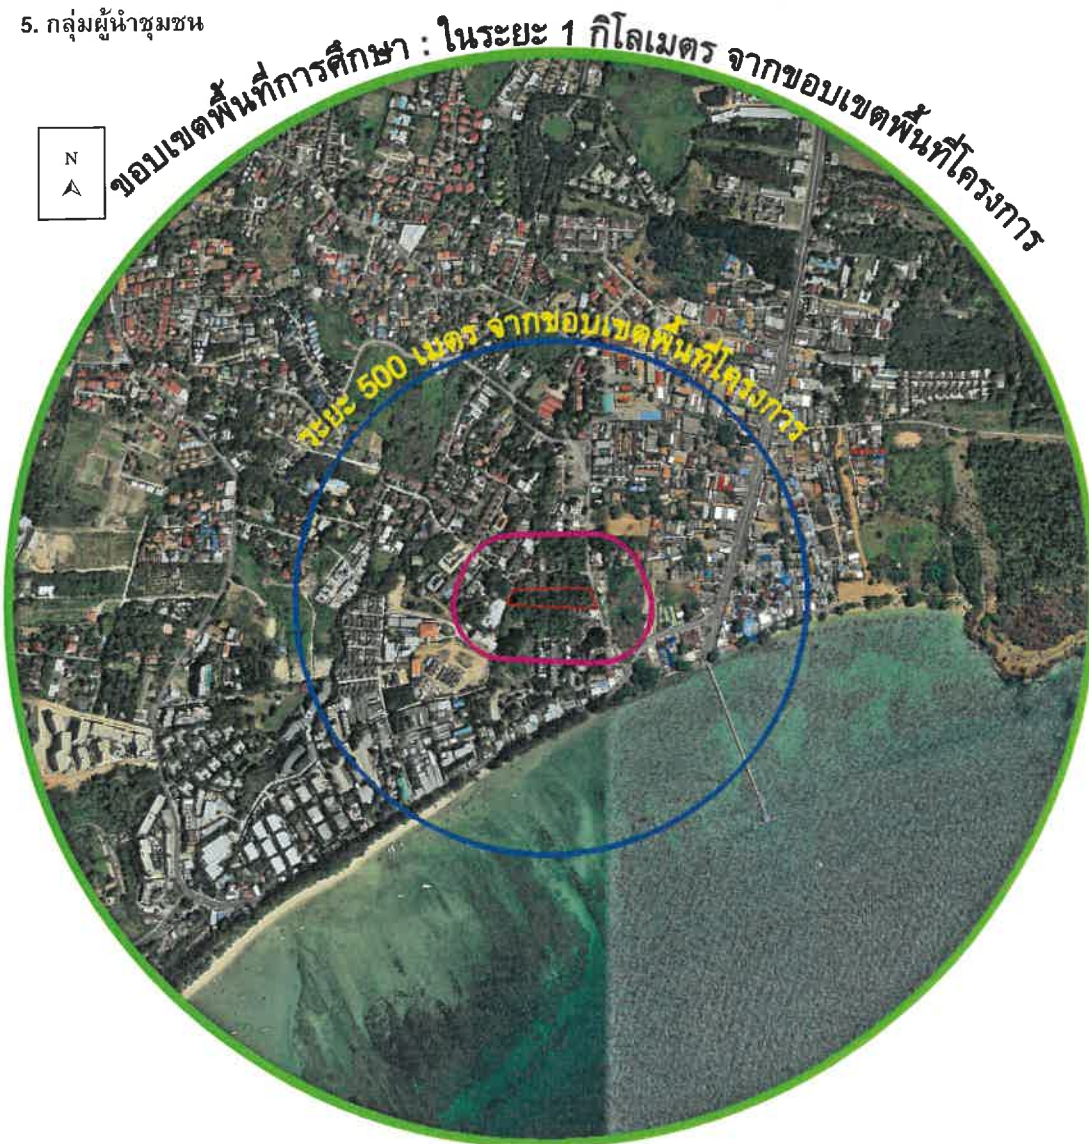 5. กลุ่มผู้นำชุมชน
ขอบเขตพื้นที่การศึกษา : ในระยะ 1 กิโลเมตร จากขอบเขตพื้นที่โครงการ
N
ระยะ 500 เมตร จากขอบเขตพื้นที่โครงการ